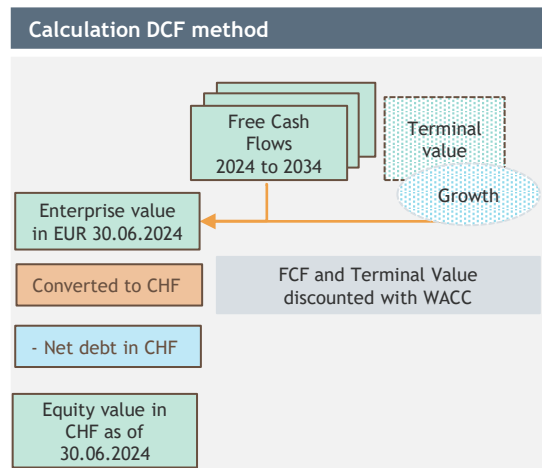 Calculation DCF method
Free Cash
Flows
2024 to 2034
Terminal
value
Growth
Enterprise value
in EUR 30.06.2024
Converted to CHF
FCF and Terminal Value
discounted with WACC
- Net debt in CHF
Equity value in
CHF as of
30.06.2024